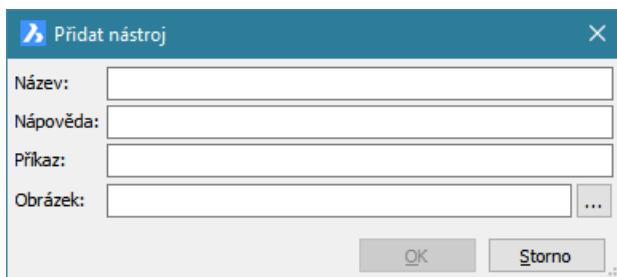 Přidat nástroj
Název:
Nápověda:
Příkaz:
Obrázek:
...
OK
Storno